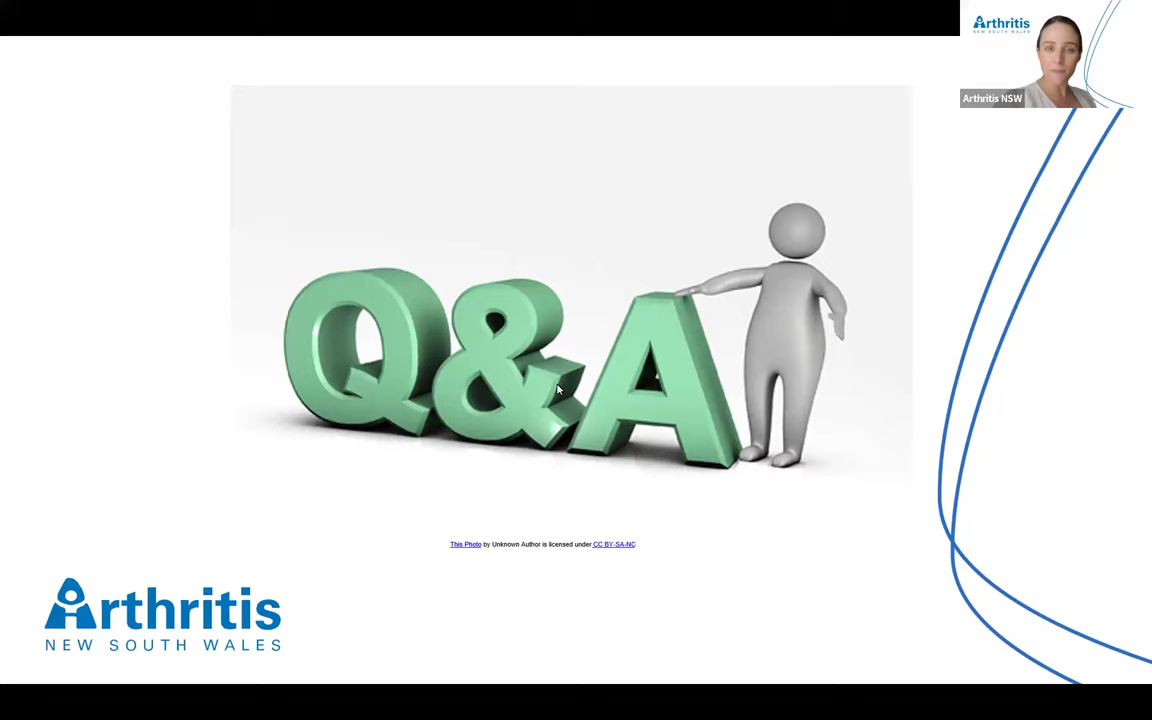 Arthritis
NEW SOUTH WALES
Arthritis NSW
Q&A
This Photo by Unknown Author is licensed under CC BY-SA-NC
Arthritis
NEW SOUTH WALES